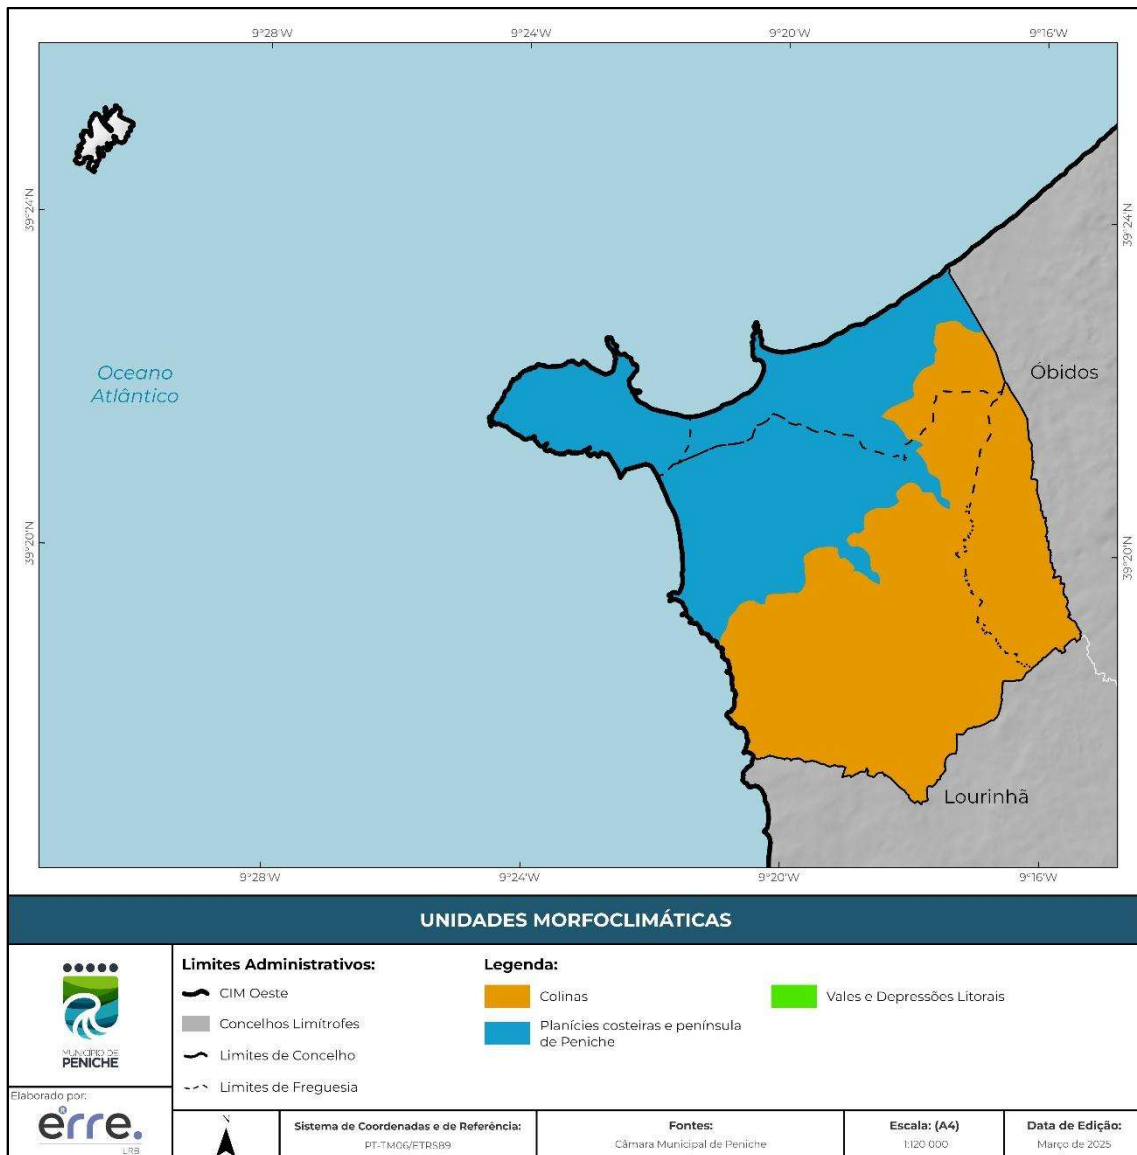 9°28'W 9°24'W 9°20'W 9°16'W
39°24'N
39°24'N
Oceano
Atlântico
Óbidos
39°20'N
39°20'N
Lourinhã
9°28'W 9°24'W 9°20'W 9°16'W
UNIDADES MORFOCLIMÁTICAS
MUNICÍPIO DE
PENICHE
Limites Administrativos:
CIM Oeste
Concelhos Limítrofes
Limites de Concelho
Limites de Freguesia
Legenda:
Colinas
Planícies costeiras e península
de Peniche
Vales e Depressões Litorais
Elaborado por:
R
erre.
LRB
N
Sistema de Coordenadas e de Referência:
PT-TM06/ETRS89
Fontes:
Câmara Municipal de Peniche
Escala: (A4)
1:120 000
Data de Edição:
Março de 2025